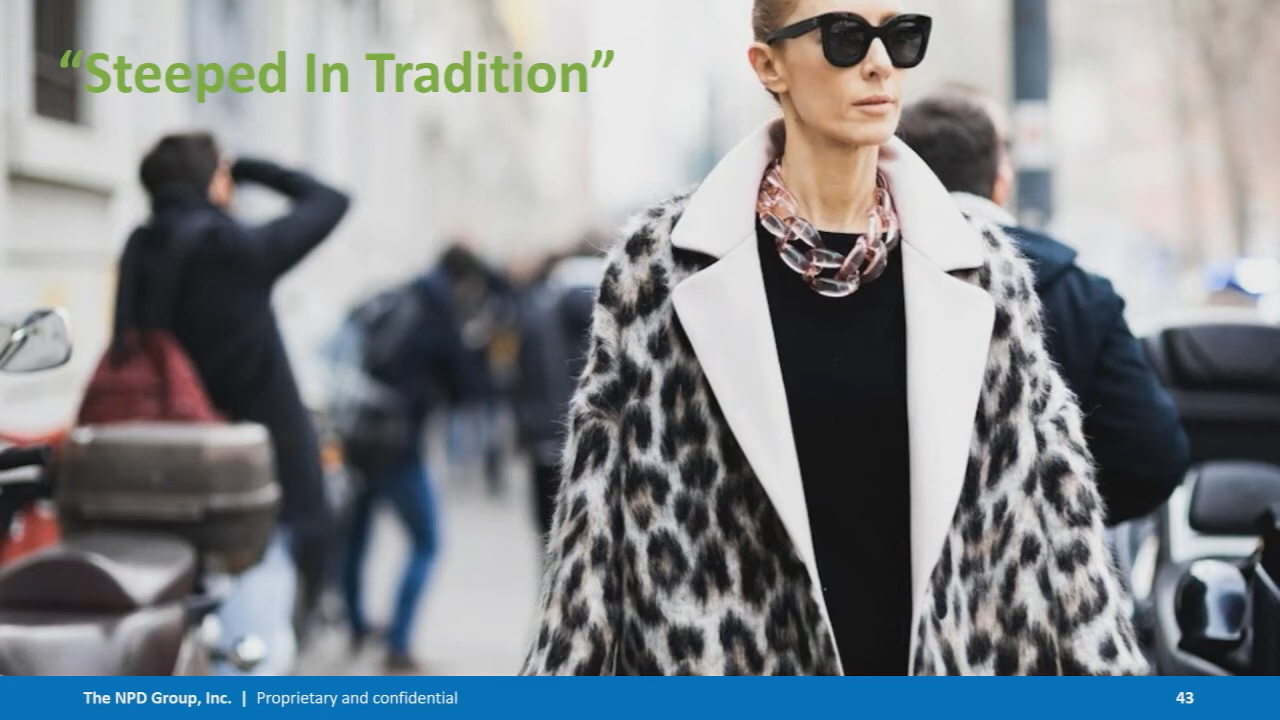 “Steeped In Tradition”
The NPD Group, Inc. | Proprietary and confidential
43